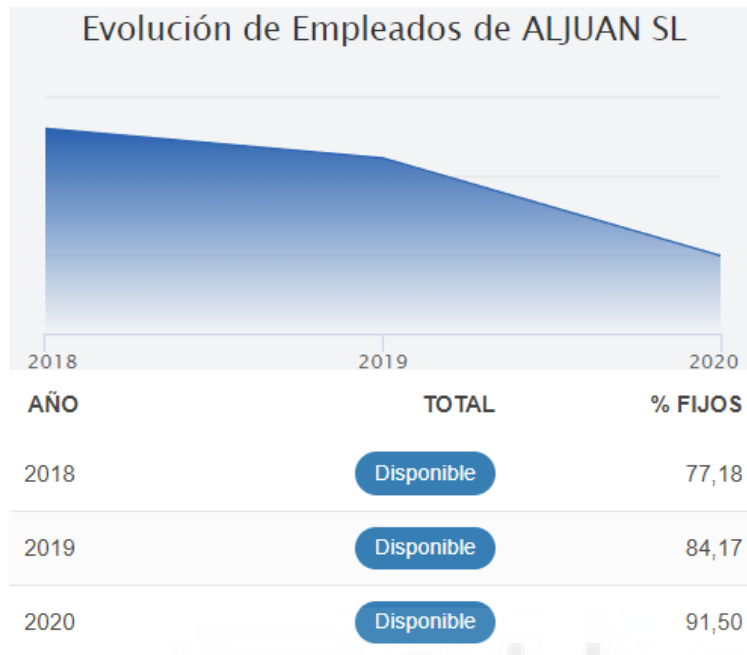 Evolución de Empleados de ALJUAN SL
2018 2019 2020
AÑO TOTAL % FIJOS
2018 Disponible 77,18
2019 Disponible 84,17
2020 Disponible 91,50